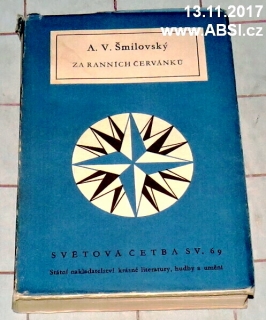 13.11.2017
www.ABSI.cz
A. V. Šmilovský
ZA RANNÍCH ČERVÁNKŮ
SVĚTOVÁ ČETBA SV. 69
Státní nakladatelství krásné literatury, hudby a umění